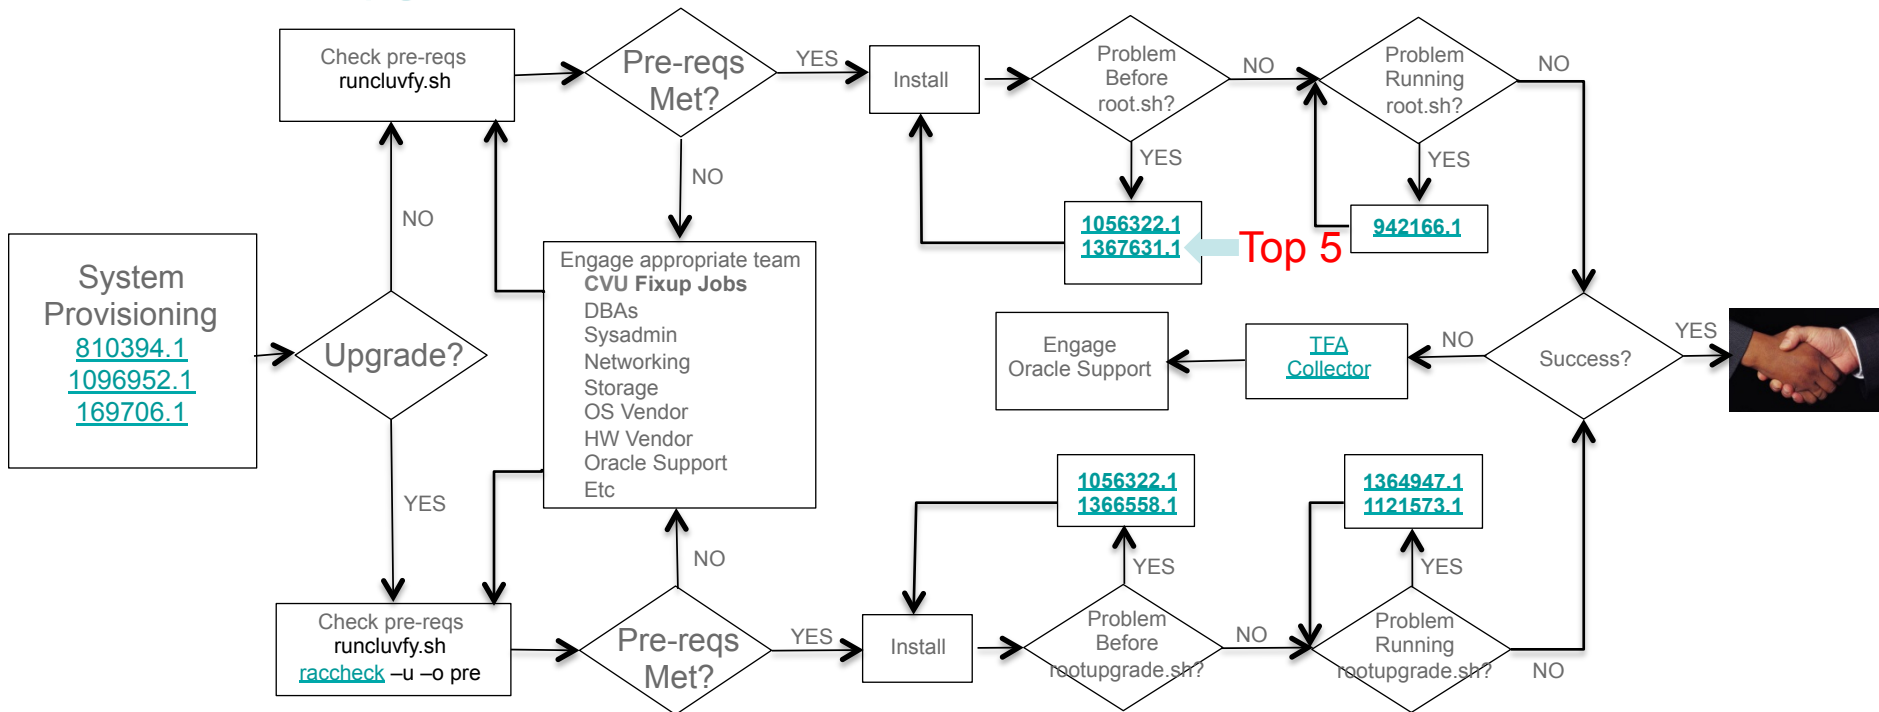 Check pre-reqs
runcluvfy.sh
Pre-reqs
Met?
YES
Install
Problem
Before
root.sh?
NO
Problem
Running
root.sh?
NO
NO
YES
YES
NO
1056322.1
1367631.1
Top 5
942166.1
System
Provisioning
810394.1
1096952.1
169706.1
Upgrade?
Engage appropriate team
CVU Fixup Jobs
DBAs
Sysadmin
Networking
Storage
OS Vendor
HW Vendor
Oracle Support
Etc
Engage
Oracle Support
TFA
Collector
NO
Success?
YES
YES
1056322.1
1366558.1
1364947.1
1121573.1
NO
YES
YES
Check pre-reqs
runcluvfy.sh
raccheck –u –o pre
Pre-reqs
Met?
YES
Install
Problem
Before
rootupgrade.sh?
NO
Problem
Running
rootupgrade.sh?
NO